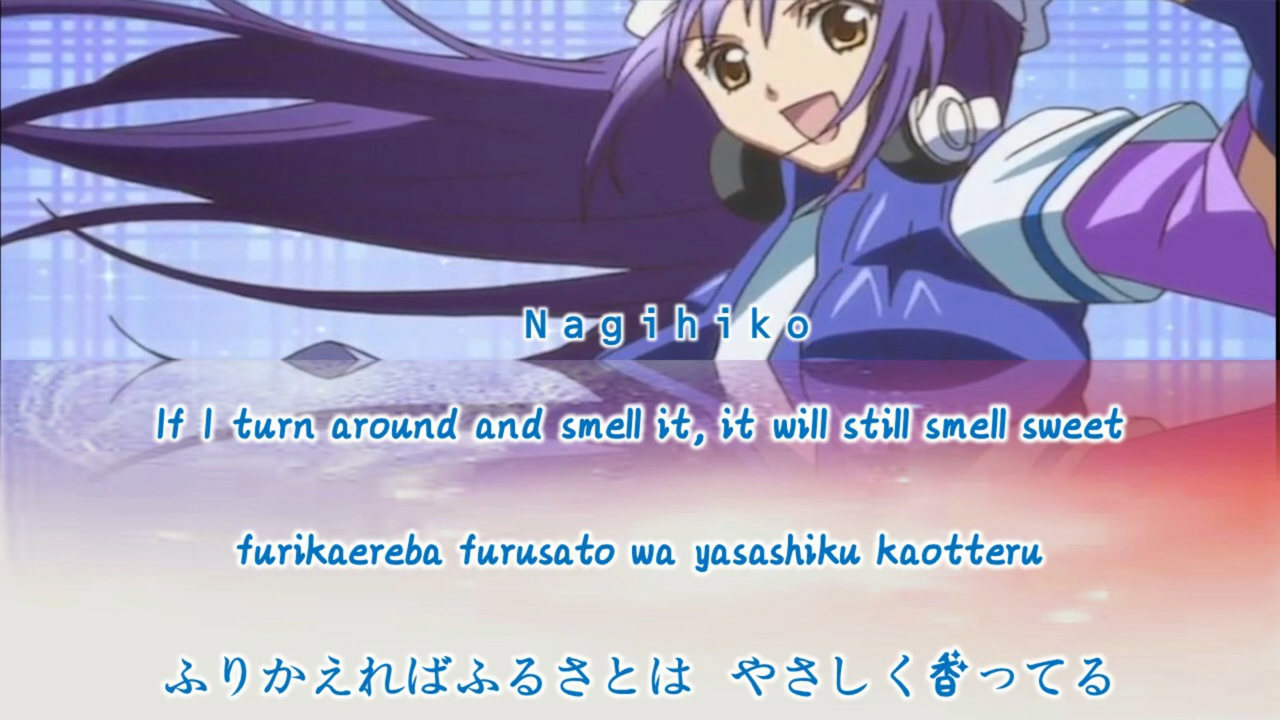 Nagihiko
If I turn around and smell it, it will still smell sweet
furikaereba furusato wa yasashiku kaotteru
ふりかえればふるさとは やさしく香ってる